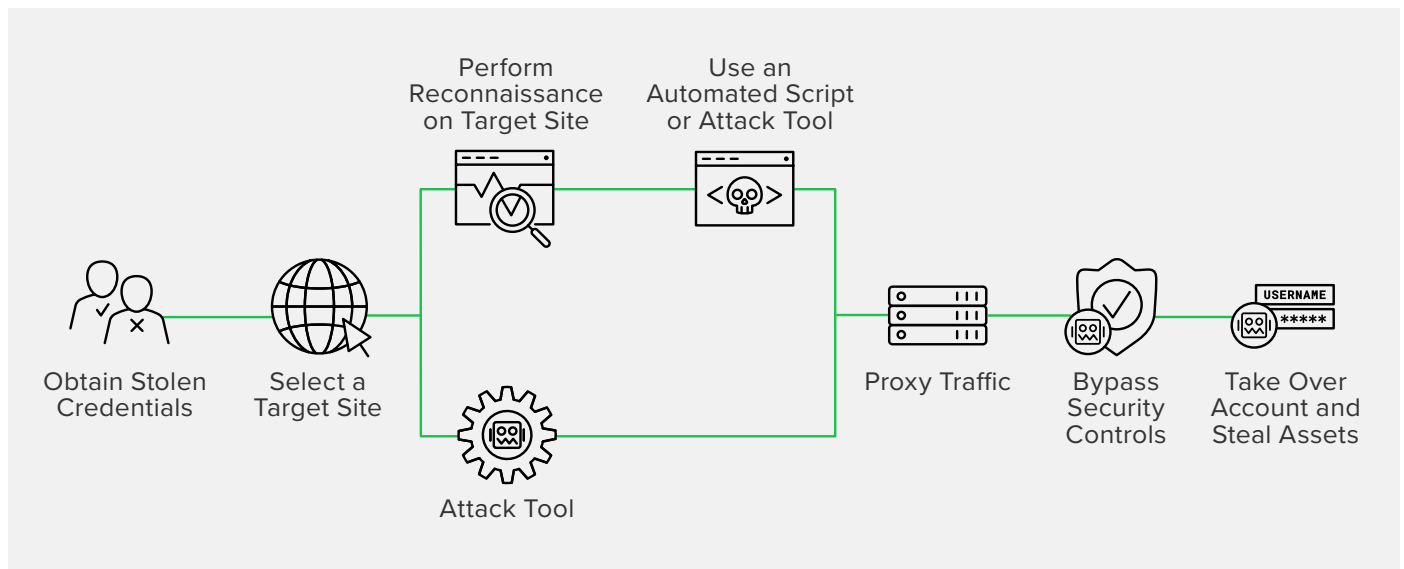 Perform
Reconnaissance
on Target Site
Use an
Automated Script
or Attack Tool
Obtain Stolen
Credentials
Select a
Target Site
Attack Tool
Proxy Traffic
Bypass
Security
Controls
USERNAME
*****
Take Over
Account and
Steal Assets